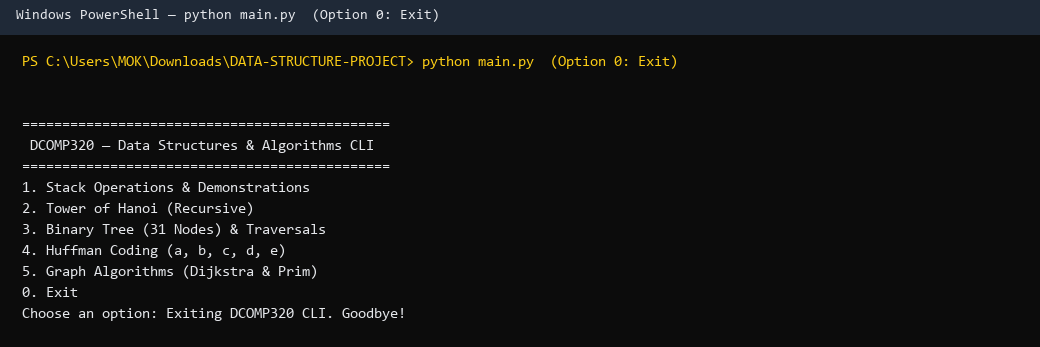 Windows PowerShell — python main.py  (Option 0: Exit)
PS C:\Users\MOK\Downloads\DATA-STRUCTURE-PROJECT> python main.py  (Option 0: Exit)
==============================================
 DCOMP320 — Data Structures & Algorithms CLI
==============================================
1. Stack Operations & Demonstrations
2. Tower of Hanoi (Recursive)
3. Binary Tree (31 Nodes) & Traversals
4. Huffman Coding (a, b, c, d, e)
5. Graph Algorithms (Dijkstra & Prim)
0. Exit
Choose an option: Exiting DCOMP320 CLI. Goodbye!